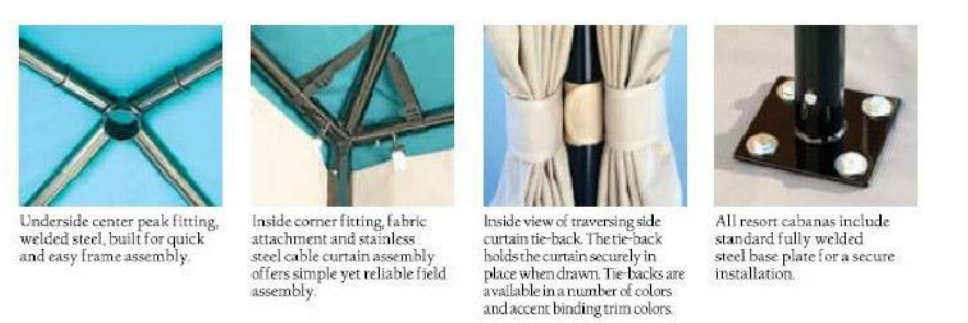 Underside center peak fitting,
welded steel, built for quick
and easy frame assembly.
Inside corner fitting, fabric
attachment and stainless
steel cable curtain assembly
offers simple yet reliable field
assembly.
Inside view of traversing side
curtain tie-back. The tie-back
holds the curtain securely in
place when drawn. Tie-backs are
available in a number of colors
and accent binding trim colors.
All resort cabanas include
standard fully welded
steel base plate for a secure
installation.